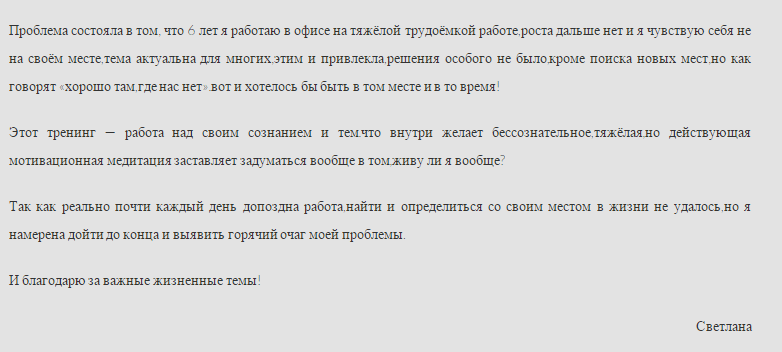 Проблема состояла в том, что 6 лет я работаю в офисе на тяжёлой трудоёмкой работе,роста дальше нет и я чувствую себя не
на своём месте,тема актуальна для многих,этим и привлекла,решения особого не было,кроме поиска новых мест,но как
говорят «хорошо там,где нас нет»,вот и хотелось бы быть в том месте и в то время!
Этот тренинг — работа над своим сознанием и тем,что внутри желает бессознательное,тяжёлая,но действующая
мотивационная медитация заставляет задуматься вообще в том,живу ли я вообще?
Так как реально почти каждый день допоздна работа,найти и определиться со своим местом в жизни не удалось,но я
намерена дойти до конца и выявить горячий очаг моей проблемы.
И благодарю за важные жизненные темы!
Светлана